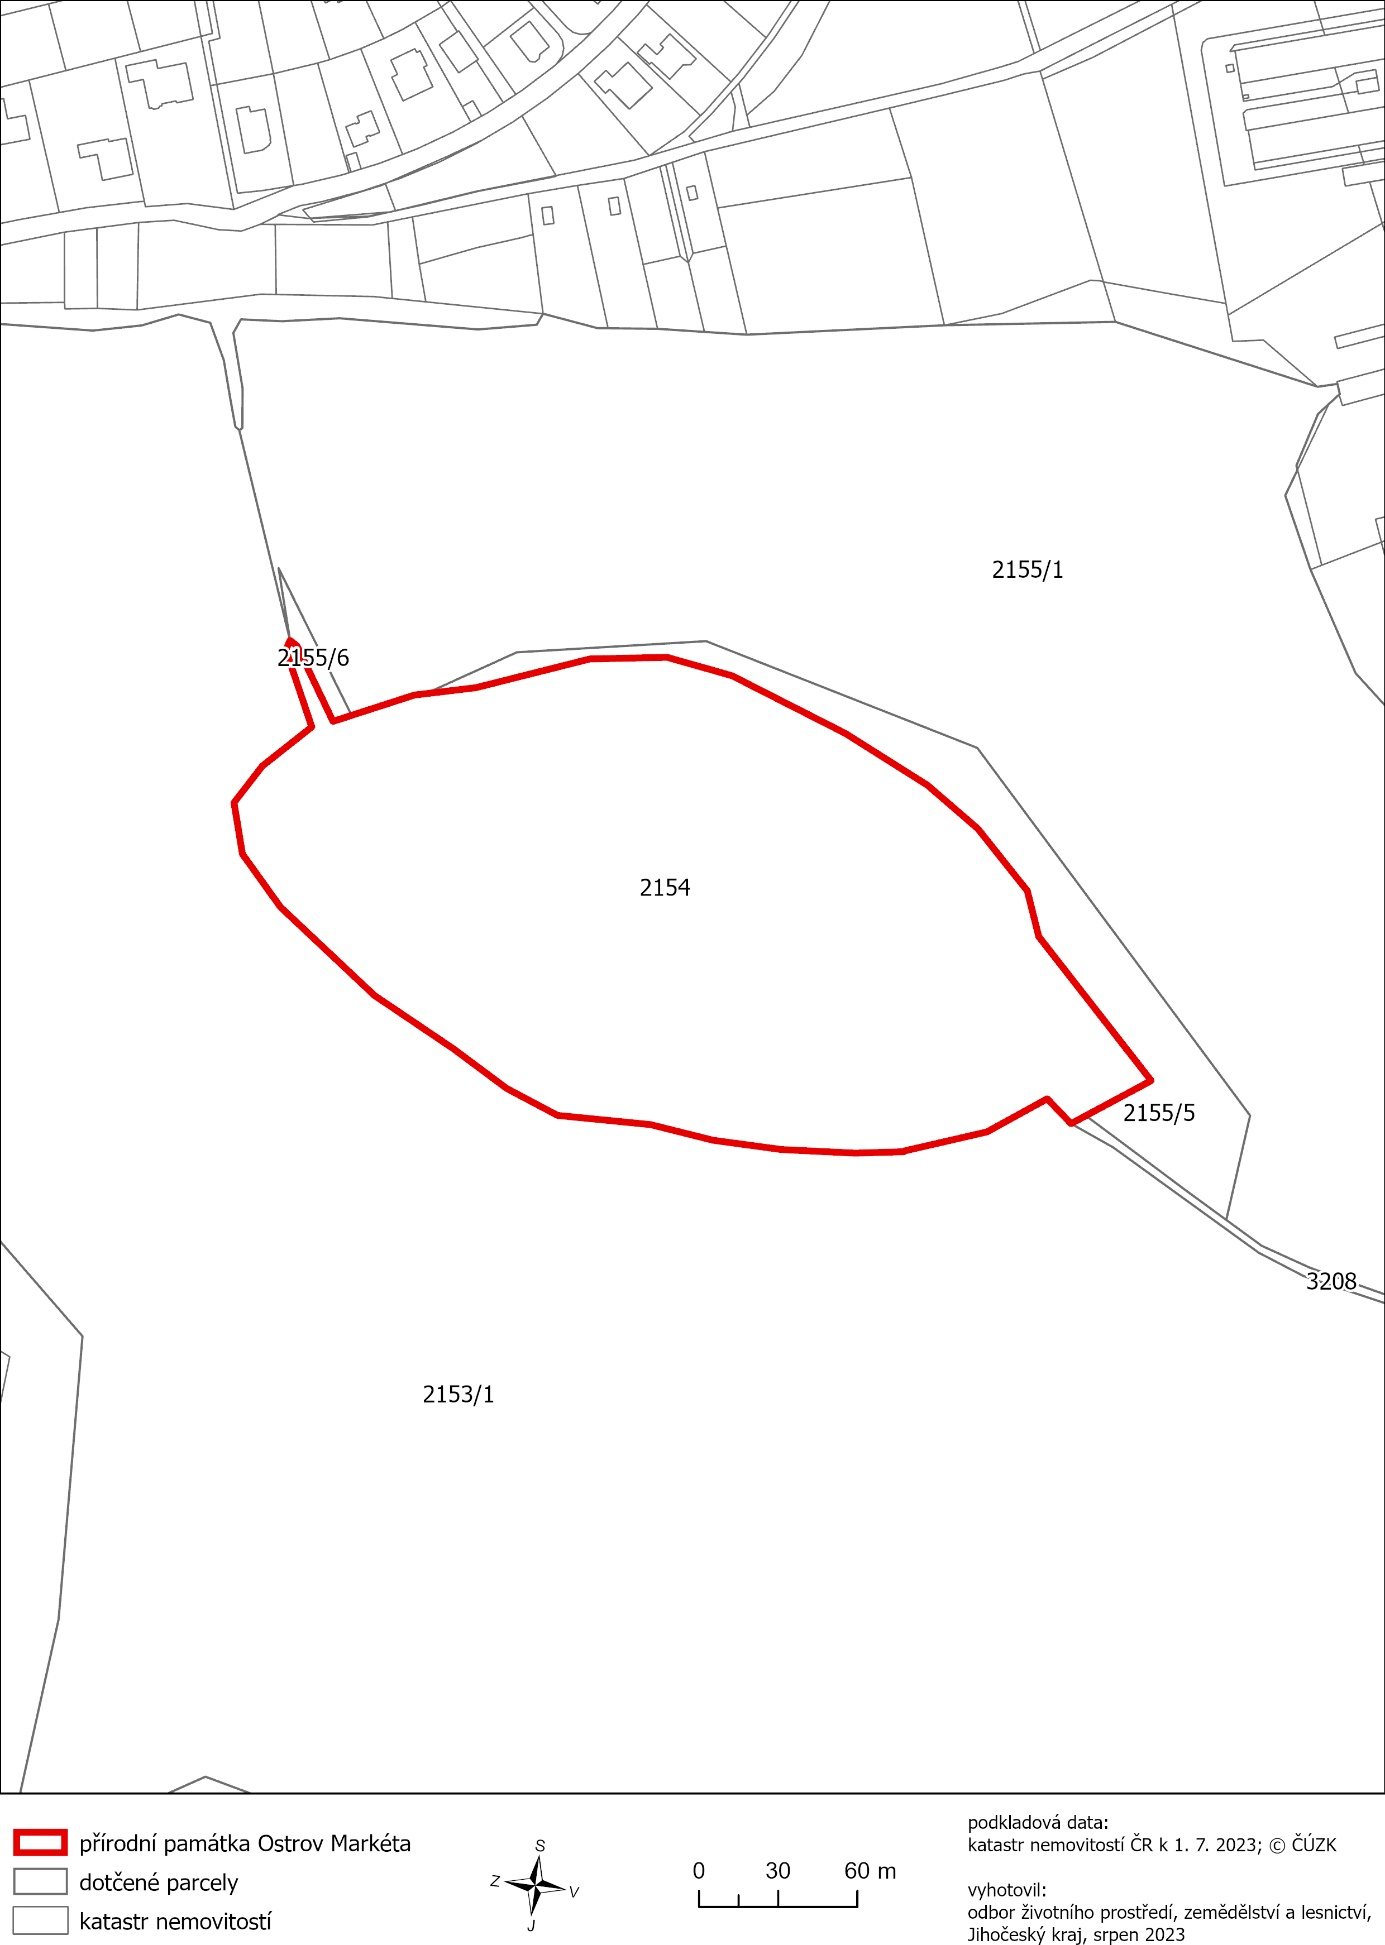 2155/1
2155/6
2154
2155/5
3208
2153/1
přírodní památka Ostrov Markéta
dotčené parcely
katastr nemovitostí
S
Z
V
J
0 30 60 m
podkladová data:
katastr nemovitostí ČR k 1. 7. 2023; © ČÚZK
vyhotovil:
odbor životního prostředí, zemědělství a lesnictví,
Jihočeský kraj, srpen 2023